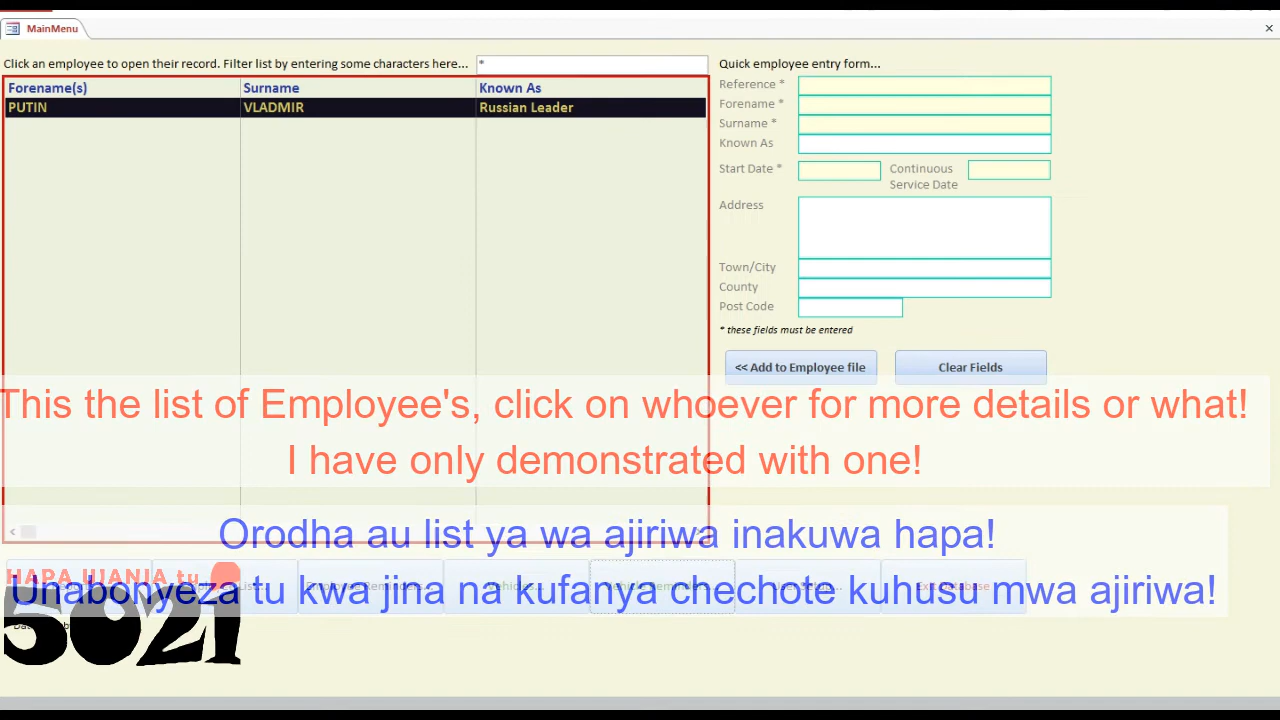 MainMenu
Click an employee to open their record. Filter list by entering some characters here... *
Forename(s) Surname Known As
PUTIN VLADMIR Russian Leader
Quick employee entry form...
Reference *
Forename *
Surname *
Known As
Start Date * Continuous Service Date
Address
Town/City
County
Post Code
* these fields must be entered
<< Add to Employee file Clear Fields
This the list of Employee's, click on whoever for more details or what!
I have only demonstrated with one!
Orodha au list ya wa ajiriwa inakuwa hapa!
Unabonyeza tu kwa jina na kufanya chechote kuhusu mwa ajiriwa!
HAPA UJANJA tu
5021